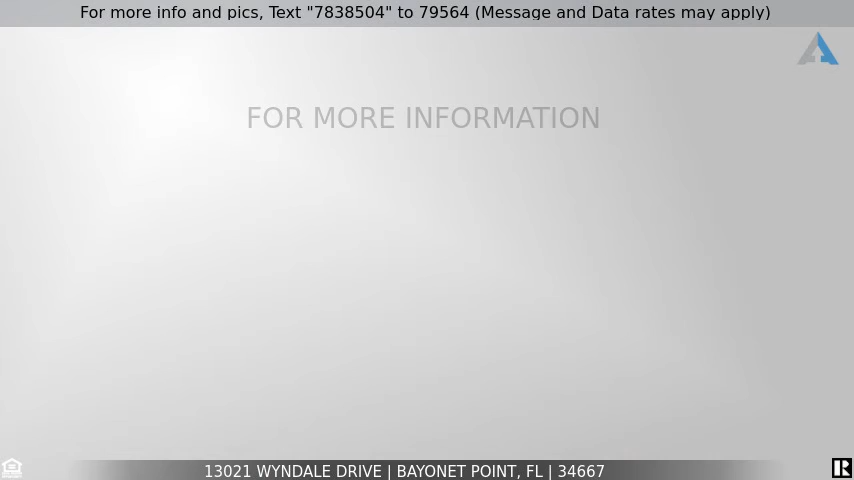 For more info and pics, Text "7838504" to 79564 (Message and Data rates may apply)
FOR MORE INFORMATION
13021 WYNDALE DRIVE | BAYONET POINT, FL | 34667